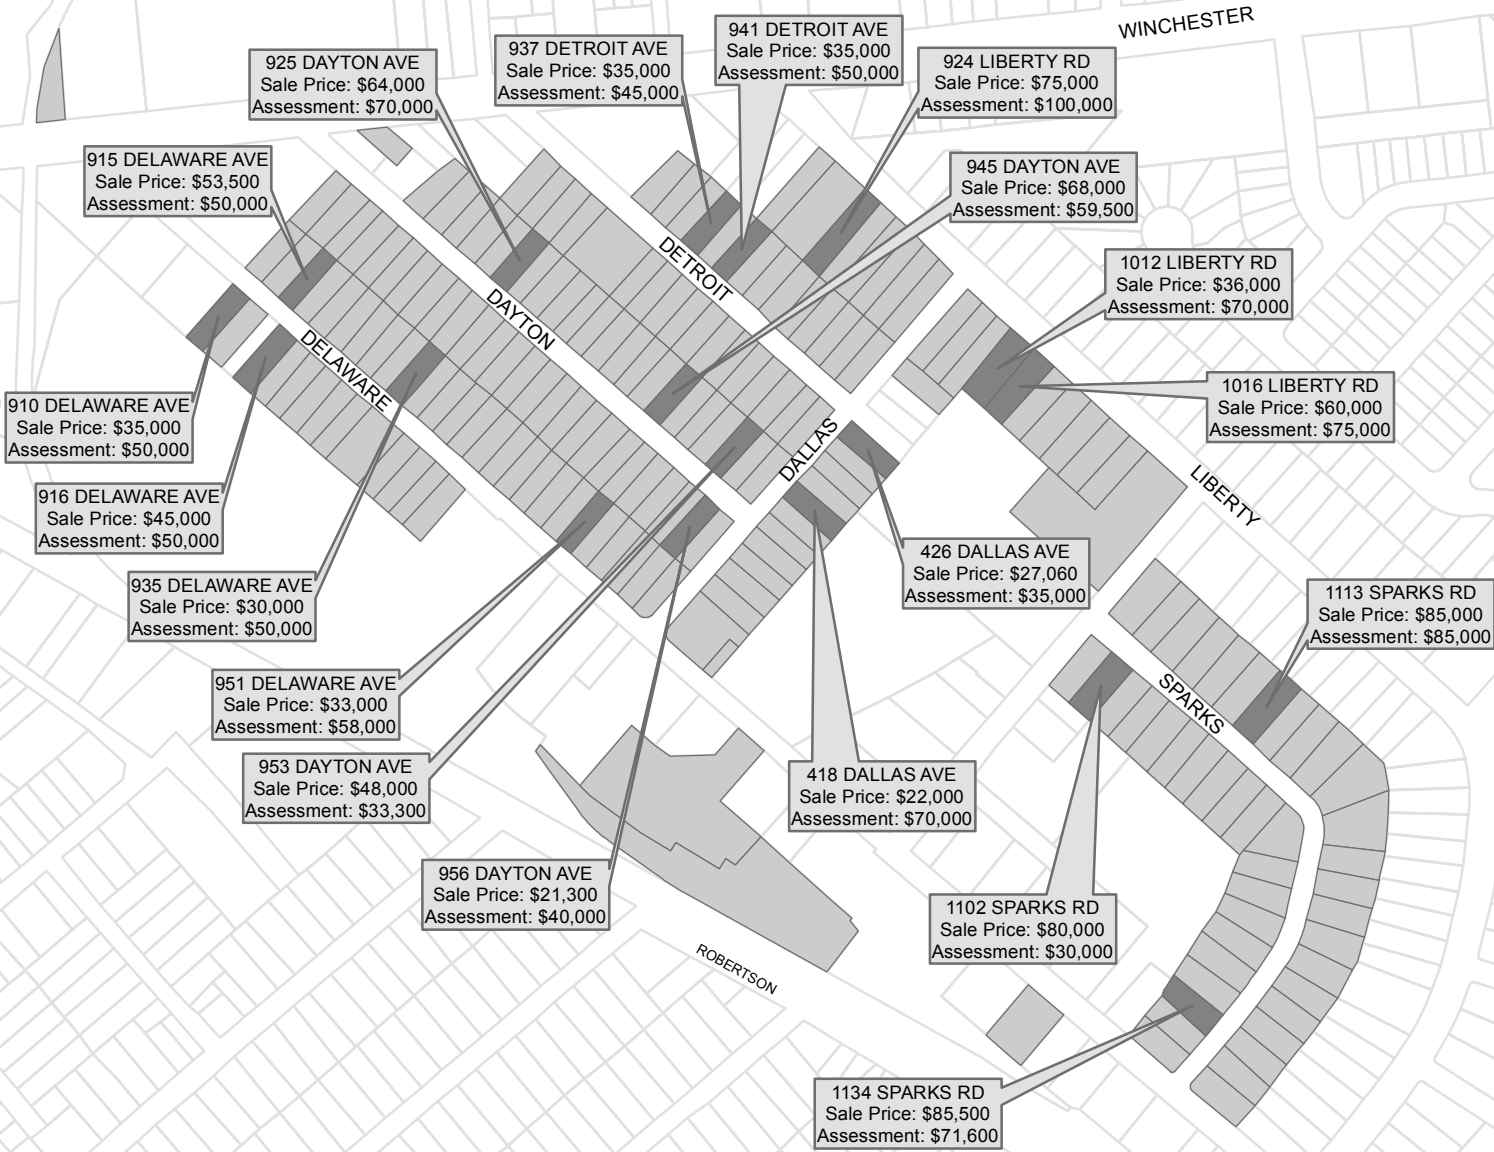 WINCHESTER
941 DETROIT AVE
Sale Price: $35,000
Assessment: $50,000
937 DETROIT AVE
Sale Price: $35,000
Assessment: $45,000
925 DAYTON AVE
Sale Price: $64,000
Assessment: $70,000
924 LIBERTY RD
Sale Price: $75,000
Assessment: $100,000
915 DELAWARE AVE
Sale Price: $53,500
Assessment: $50,000
945 DAYTON AVE
Sale Price: $68,000
Assessment: $59,500
DETROIT
1012 LIBERTY RD
Sale Price: $36,000
Assessment: $70,000
DAYTON
DELAWARE
1016 LIBERTY RD
Sale Price: $60,000
Assessment: $75,000
910 DELAWARE AVE
Sale Price: $35,000
Assessment: $50,000
DALLAS
LIBERTY
916 DELAWARE AVE
Sale Price: $45,000
Assessment: $50,000
426 DALLAS AVE
Sale Price: $27,060
Assessment: $35,000
935 DELAWARE AVE
Sale Price: $30,000
Assessment: $50,000
1113 SPARKS RD
Sale Price: $85,000
Assessment: $85,000
951 DELAWARE AVE
Sale Price: $33,000
Assessment: $58,000
SPARKS
953 DAYTON AVE
Sale Price: $48,000
Assessment: $33,300
418 DALLAS AVE
Sale Price: $22,000
Assessment: $70,000
956 DAYTON AVE
Sale Price: $21,300
Assessment: $40,000
1102 SPARKS RD
Sale Price: $80,000
Assessment: $30,000
ROBERTSON
1134 SPARKS RD
Sale Price: $85,500
Assessment: $71,600